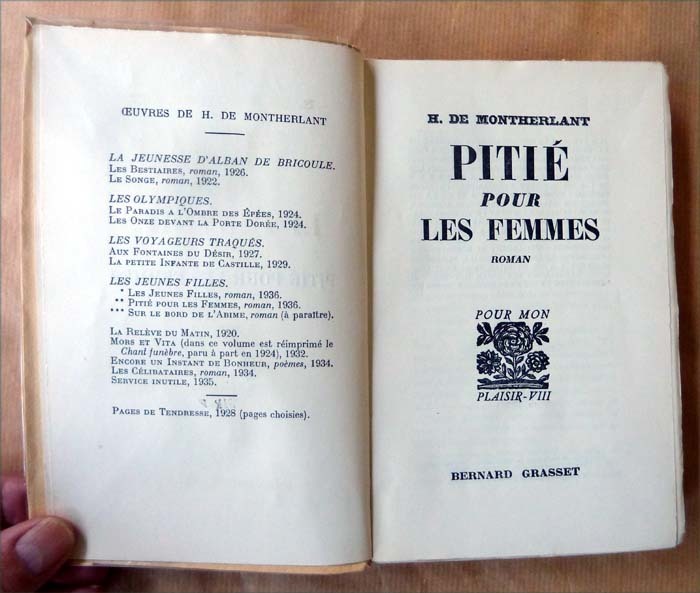 ŒUVRES DE H. DE MONTHERLANT
LA JEUNESSE D'ALBAN DE BRICOULE.
LES BESTIAIRES, roman, 1926.
LE SONGE, roman, 1922.
LES OLYMPIQUES.
LE PARADIS A L'OMBRE DES ÉPÉES, 1924.
LES ONZE DEVANT LA PORTE DORÉE, 1924.
LES VOYAGEURS TRAQUÉS.
AUX FONTAINES DU DÉSIR, 1927.
LA PETITE INFANTE DE CASTILLE, 1929.
LES JEUNES FILLES.
* LES JEUNES FILLES, roman, 1936.
** PITIÉ POUR LES FEMMES, roman, 1936.
*** SUR LE BORD DE L'ABIME, roman (à paraître).
LA RELÈVE DU MATIN, 1920.
MORS ET VITA (dans ce volume est réimprimé le
Chant funèbre, paru à part en 1924), 1932.
ENCORE UN INSTANT DE BONHEUR, poèmes, 1934.
LES CÉLIBATAIRES, roman, 1934.
SERVICE INUTILE, 1935.
PAGES DE TENDRESSE, 1928 (pages choisies).
H. DE MONTHERLANT
PITIÉ
POUR
LES FEMMES
ROMAN
POUR MON
PLAISIR-VIII
BERNARD GRASSET